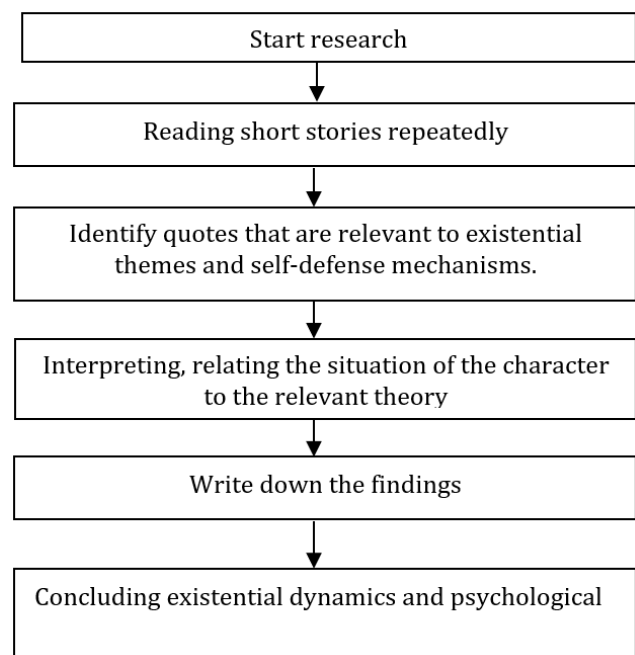 Start research
Reading short stories repeatedly
Identify quotes that are relevant to existential
themes and self-defense mechanisms.
Interpreting, relating the situation of the character
to the relevant theory
Write down the findings
Concluding existential dynamics and psychological